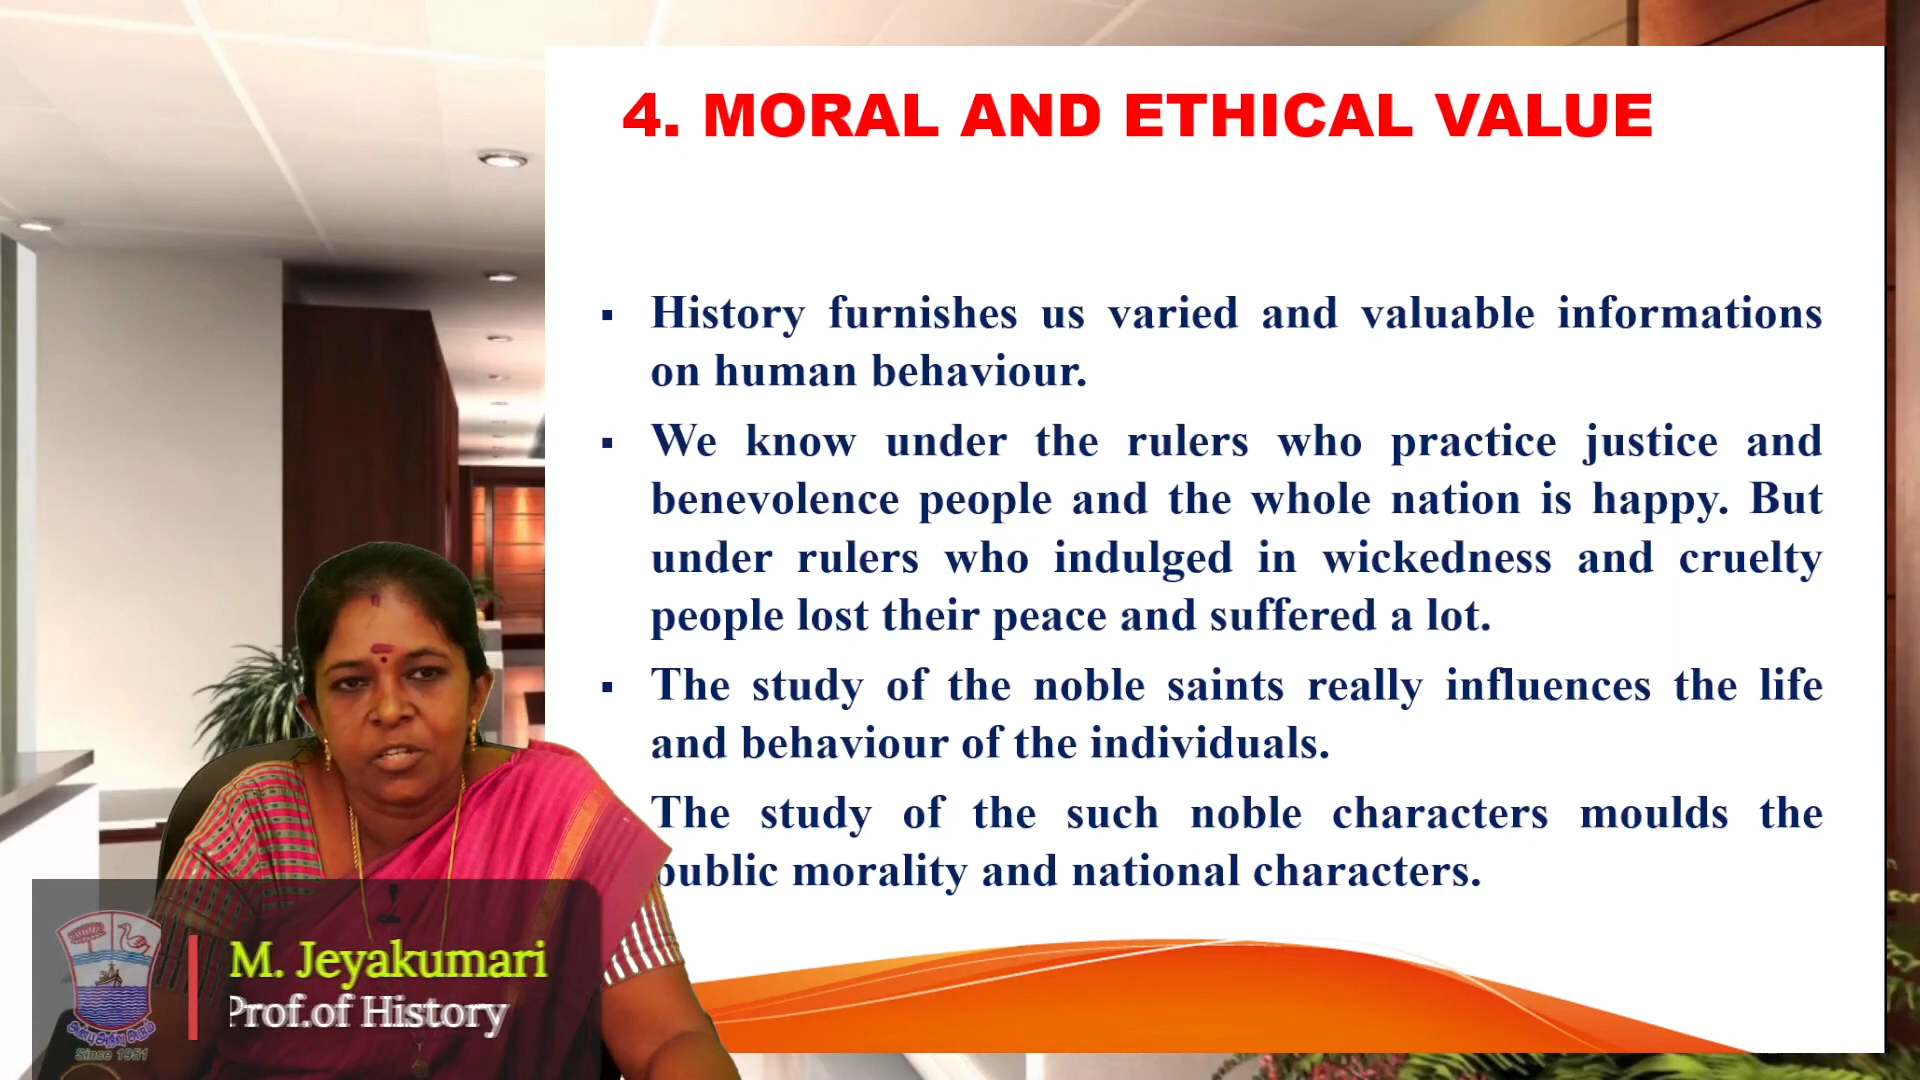 4. MORAL AND ETHICAL VALUE
▪ History furnishes us varied and valuable informations
on human behaviour.
▪ We know under the rulers who practice justice and
benevolence people and the whole nation is happy. But
under rulers who indulged in wickedness and cruelty
people lost their peace and suffered a lot.
▪ The study of the noble saints really influences the life
and behaviour of the individuals.
The study of the such noble characters moulds the
public morality and national characters.
M. Jeyakumari
Prof.of History
Since 1951